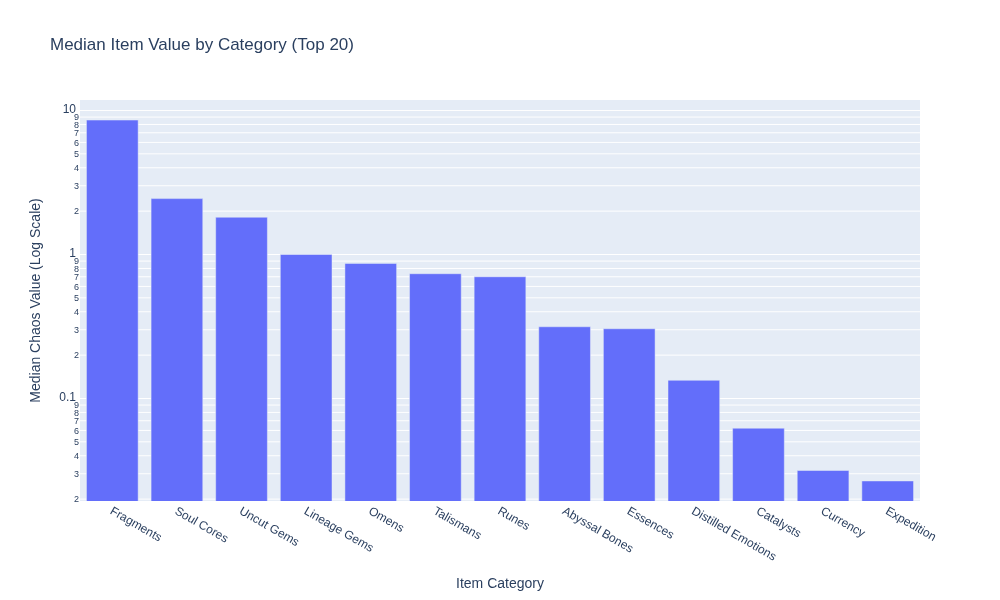 Median Item Value by Category (Top 20)
Median Chaos Value (Log Scale)
10
9
8
7
6
5
4
3
2
1
9
8
7
6
5
4
3
2
0.1
9
8
7
6
5
4
3
2
Fragments
Soul Cores
Uncut Gems
Lineage Gems
Omens
Talismans
Runes
Abyssal Bones
Essences
Distilled Emotions
Catalysts
Currency
Expedition
Item Category